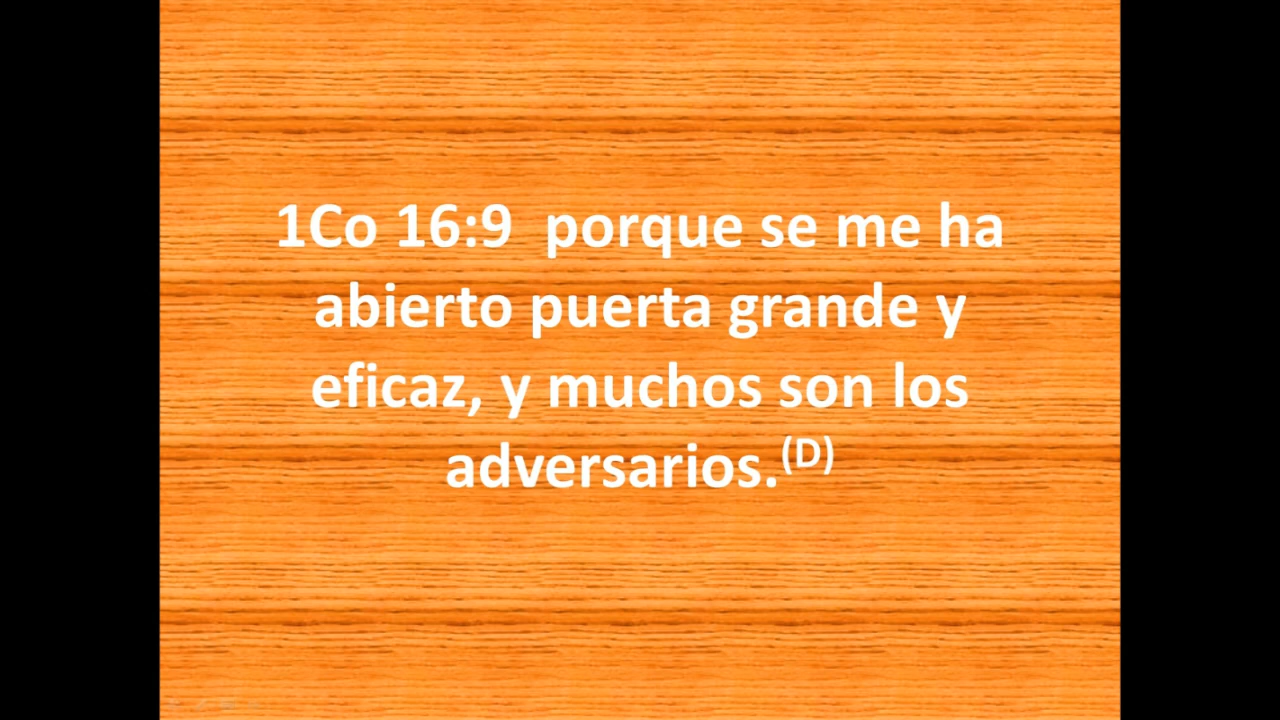 1Co 16:9  porque se me ha
abierto puerta grande y
eficaz, y muchos son los
adversarios.(D)